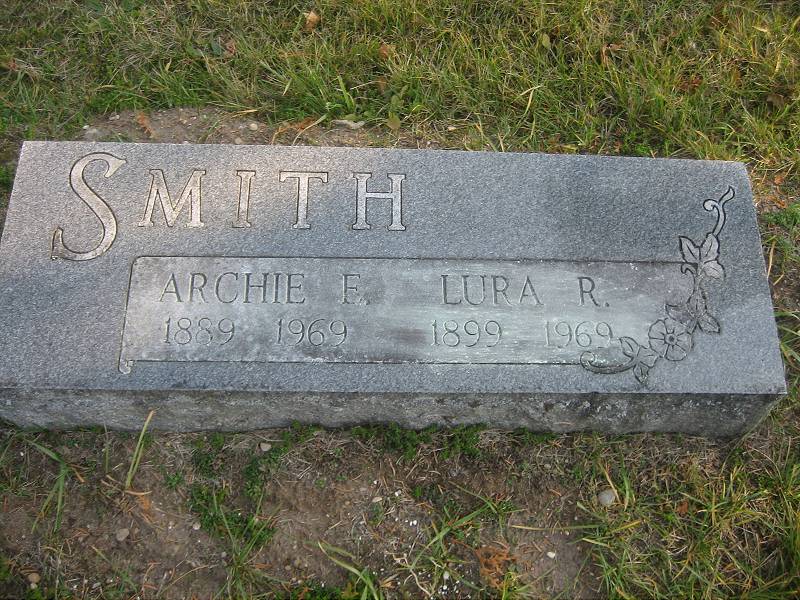 SMITH
ARCHIE E. LURA R.
1889 1969 1899 1969